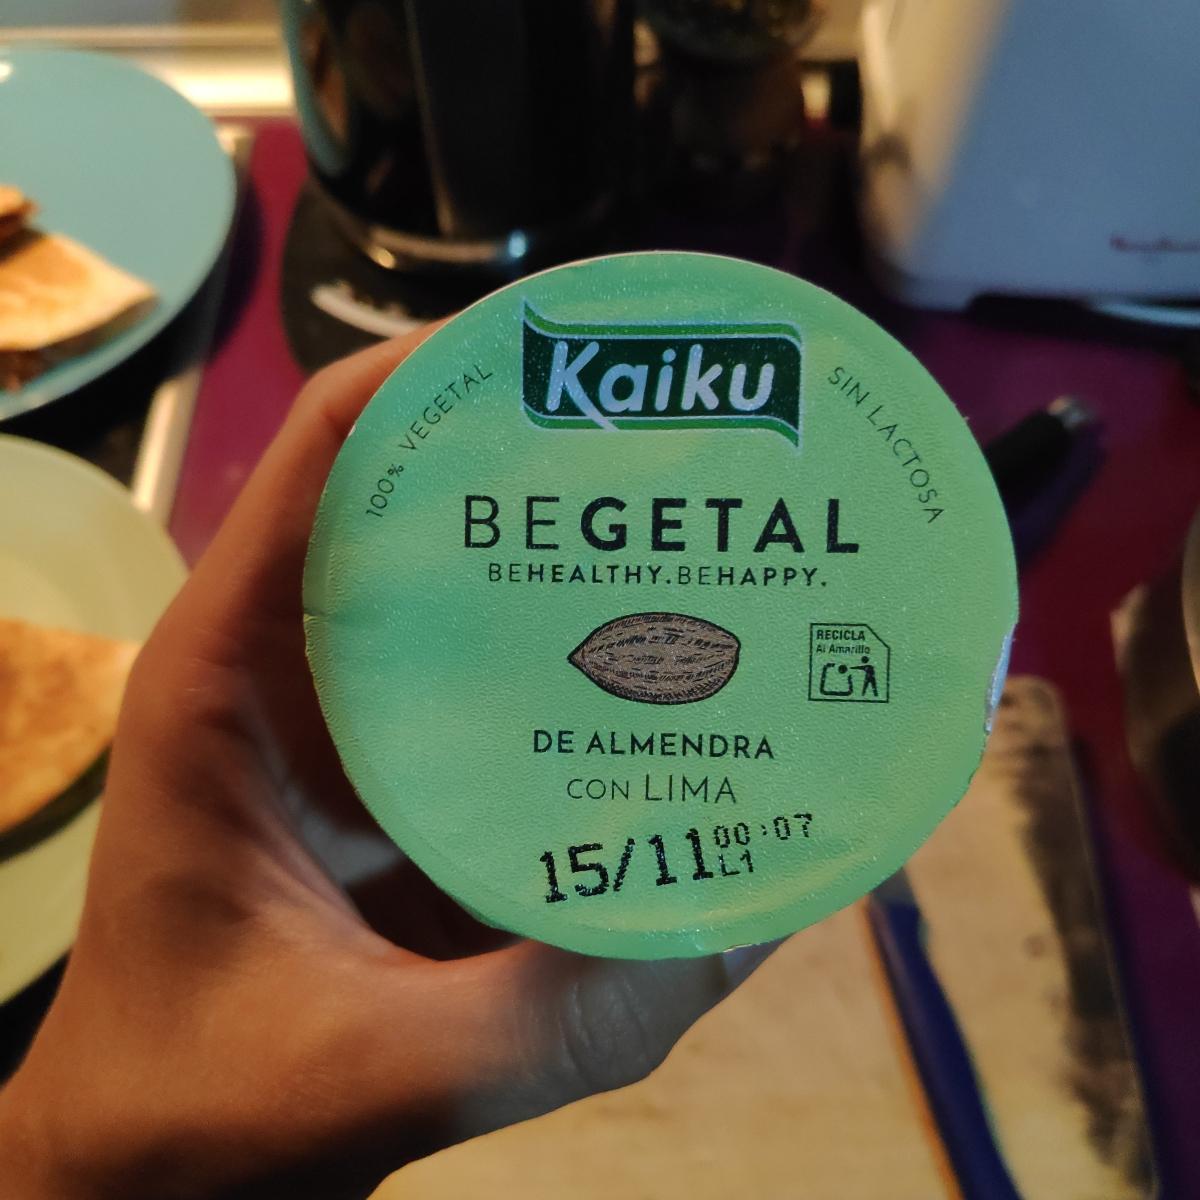 Kaiku
100% VEGETAL
SIN LACTOSA
BEGETAL
BEHEALTHY.BEHAPPY.
RECICLA
Al Amarillo
DE ALMENDRA
CON LIMA
15/11 00:07
L1